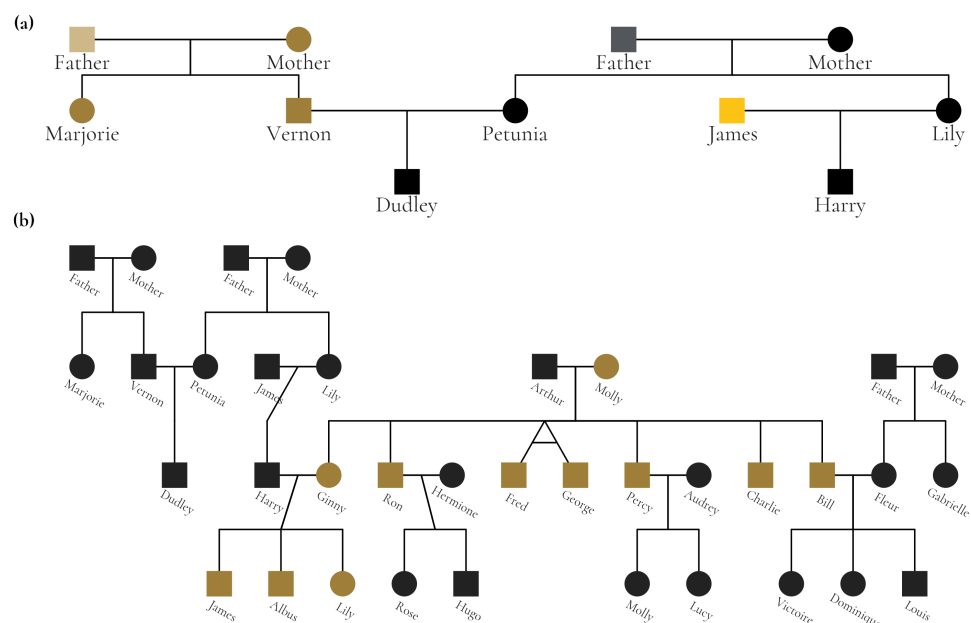 (a)
Father
Mother
Father
Mother
Marjorie
Vernon
Petunia
James
Lily
Dudley
Harry
(b)
Father
Mother
Father
Mother
Marjorie
Vernon
Petunia
James
Lily
Arthur
Molly
Father
Mother
Dudley
Harry
Ginny
Ron
Hermione
Fred
George
Percy
Audrey
Charlie
Bill
Fleur
Gabrielle
James
Albus
Lily
Rose
Hugo
Molly
Lucy
Victoire
Dominique
Louis